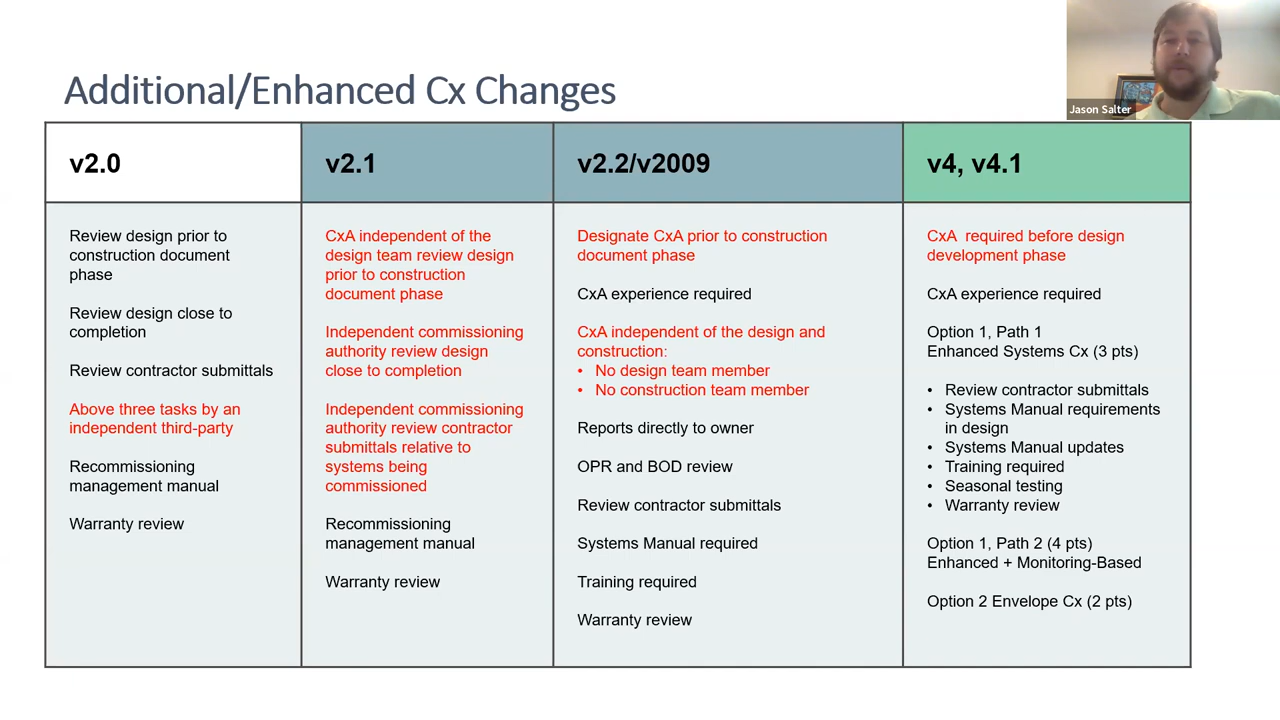 Additional/Enhanced Cx Changes
Jason Salter
v2.0
Review design prior to
construction document
phase
Review design close to
completion
Review contractor submittals
Above three tasks by an
independent third-party
Recommissioning
management manual
Warranty review
v2.1
CxA independent of the
design team review design
prior to construction
document phase
Independent commissioning
authority review design
close to completion
Independent commissioning
authority review contractor
submittals relative to
systems being
commissioned
Recommissioning
management manual
Warranty review
v2.2/v2009
Designate CxA prior to construction
document phase
CxA experience required
CxA independent of the design and
construction:
• No design team member
• No construction team member
Reports directly to owner
OPR and BOD review
Review contractor submittals
Systems Manual required
Training required
Warranty review
v4, v4.1
CxA required before design
development phase
CxA experience required
Option 1, Path 1
Enhanced Systems Cx (3 pts)
• Review contractor submittals
• Systems Manual requirements
in design
• Systems Manual updates
• Training required
• Seasonal testing
• Warranty review
Option 1, Path 2 (4 pts)
Enhanced + Monitoring-Based
Option 2 Envelope Cx (2 pts)